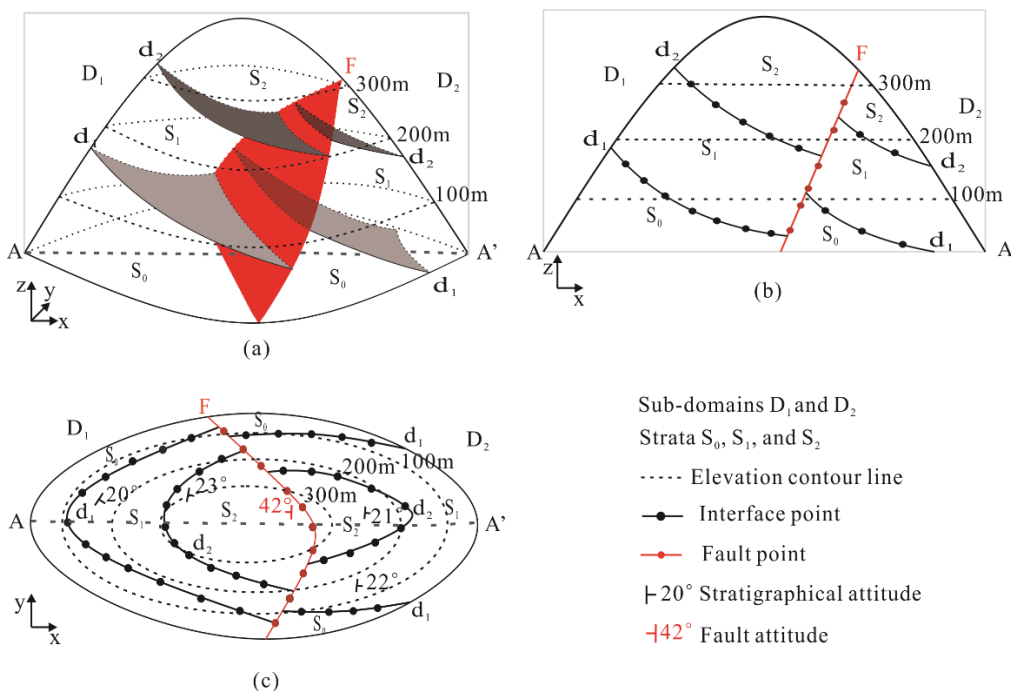 d₂
F
D₁
S₂
300m
D₂
S₂
d₁
S₁
200m
d₂
S₁
100m
A
A'
S₀
S₀
d₁
z
y
x
(a)
d₂
F
D₁
S₂
300m
S₂
D₂
d₁
200m
S₁
d₂
S₁
100m
S₀
S₀
d₁
A
A
z
x
(b)
F
D₁
S₀
d₁
D₂
S₀
200m
100m
20°
23°
300m
42°
A
d₁
S₁
S₂
S₂
21
d₂
S₁
A'
d₂
22°
d₁
S₀
y
x
(c)
Sub-domains D₁ and D₂
Strata S₀, S₁, and S₂
Elevation contour line
Interface point
Fault point
20° Stratigraphical attitude
42° Fault attitude